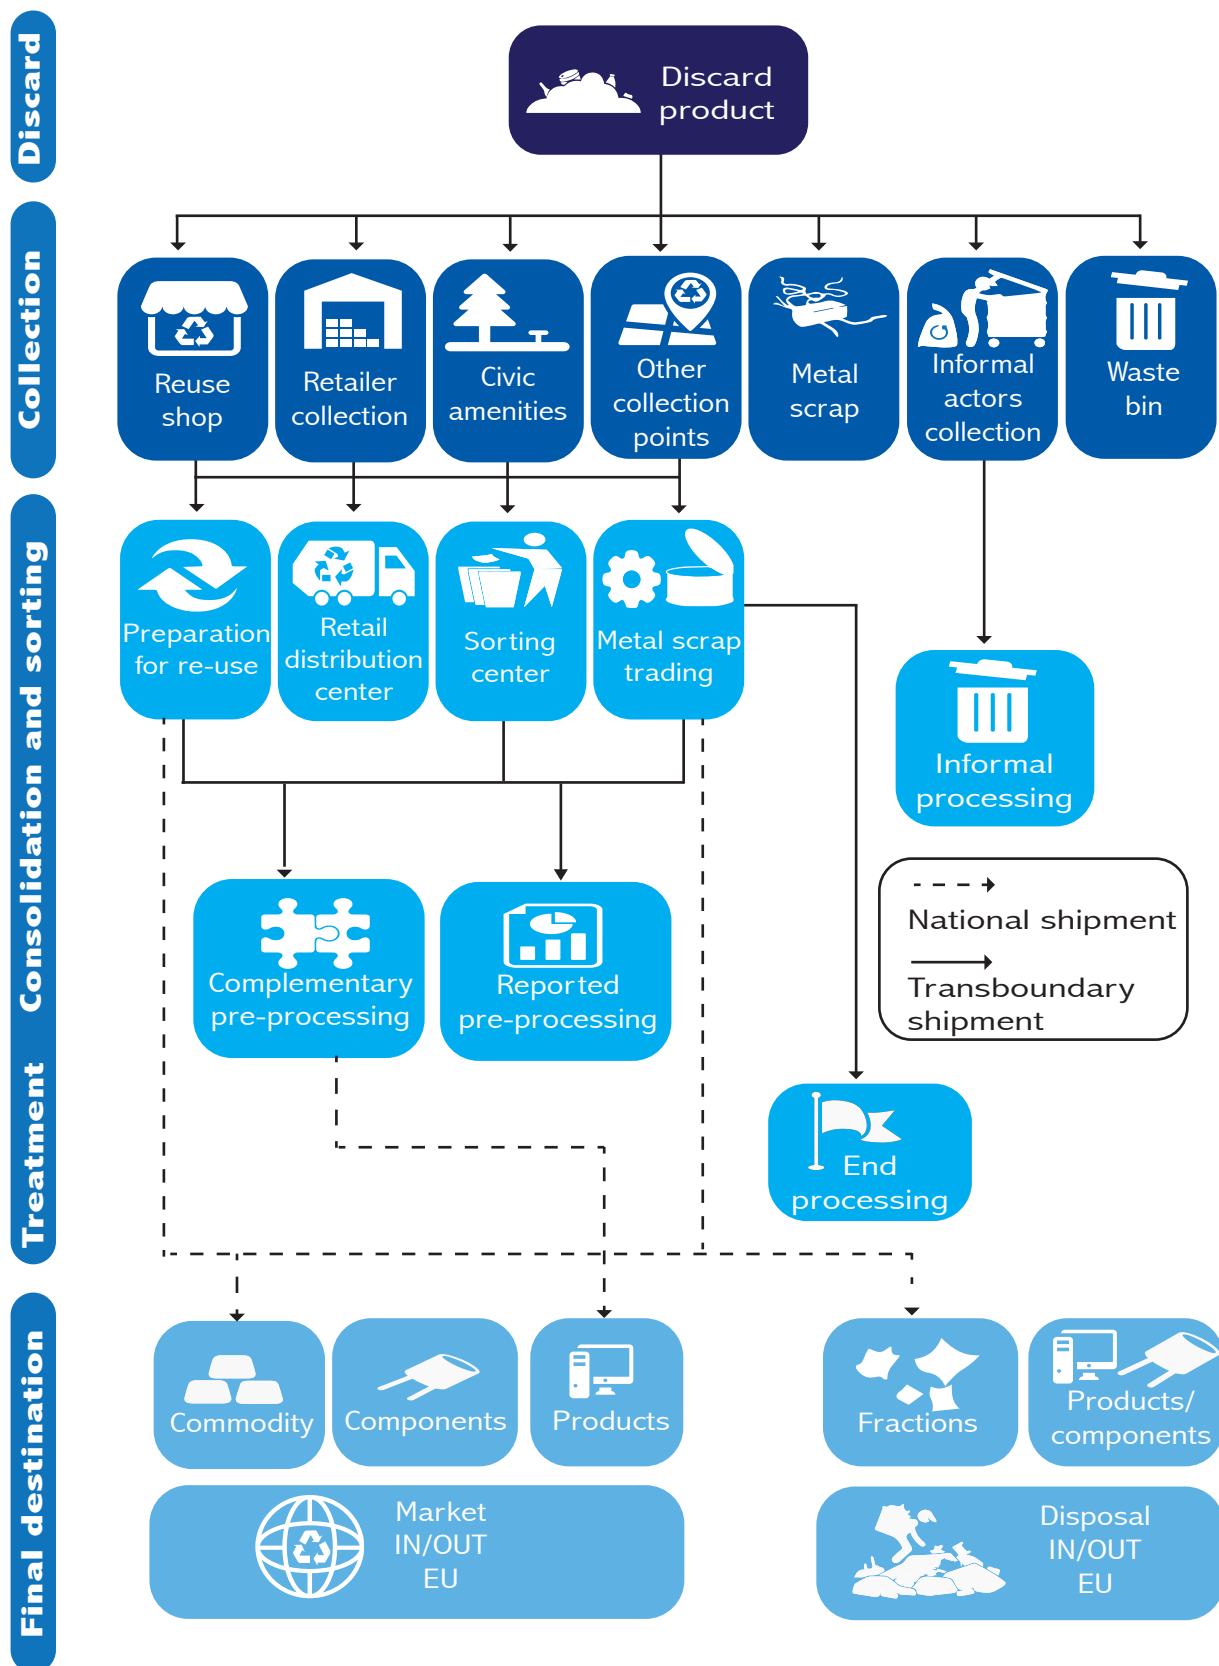 Discard
Discard
product
Collection
Reuse
shop
Retailer
collection
Civic
amenities
Other
collection
points
Metal
scrap
Informal
actors
collection
Waste
bin
Consolidation and sorting
Preparation
for re-use
Retail
distribution
center
Sorting
center
Metal scrap
trading
Informal
processing
National shipment
Transboundary
shipment
Treatment
Complementary
pre-processing
Reported
pre-processing
End
processing
Final destination
Commodity
Components
Products
Fractions
Products/
components
Market
IN/OUT
EU
Disposal
IN/OUT
EU